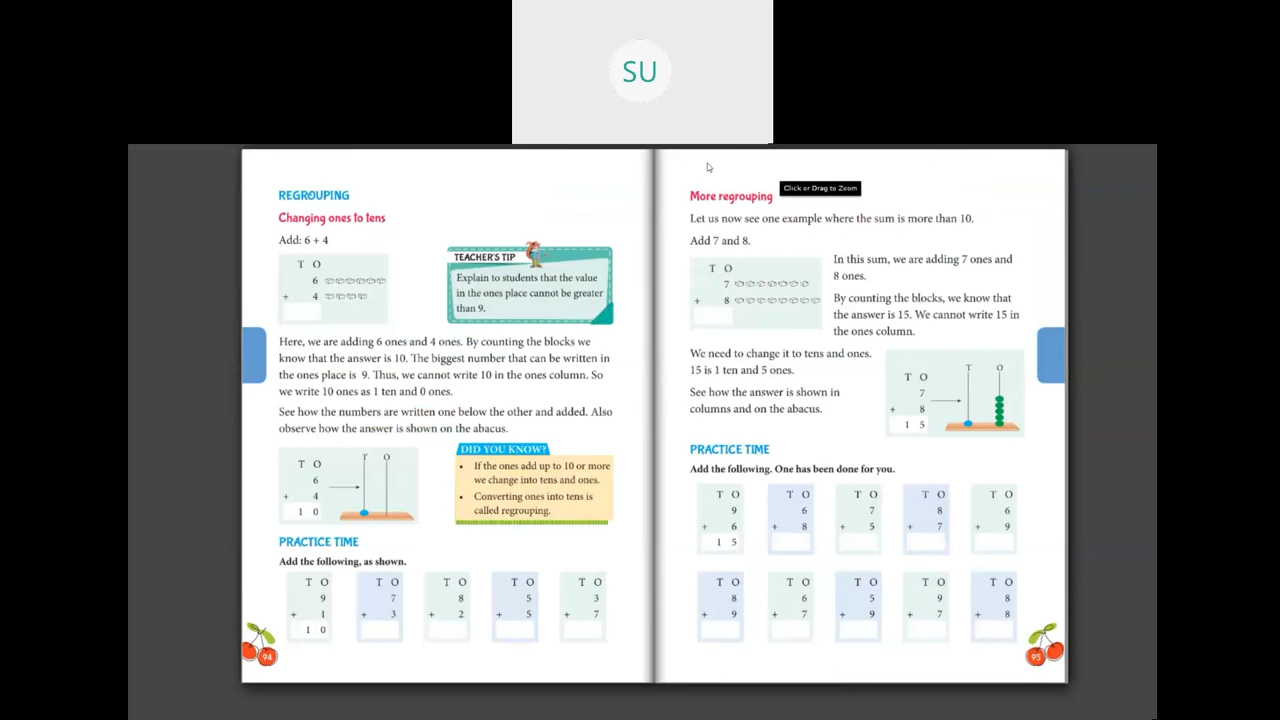 SU
REGROUPING
Changing ones to tens
Add: 6 + 4
T O
6
+ 4
TEACHER'S TIP
Explain to students that the value
in the ones place cannot be greater
than 9.
Here, we are adding 6 ones and 4 ones. By counting the blocks we
know that the answer is 10. The biggest number that can be written in
the ones place is 9. Thus, we cannot write 10 in the ones column. So
we write 10 ones as 1 ten and 0 ones.
See how the numbers are written one below the other and added. Also
observe how the answer is shown on the abacus.
T O
6
+ 4
1 0
T O
DID YOU KNOW?
• If the ones add up to 10 or more
we change into tens and ones.
• Converting ones into tens is
called regrouping.
PRACTICE TIME
Add the following, as shown.
T O T O T O T O T O
9 7 8 5 3
+ 1 + 3 + 2 + 5 + 7
1 0
94
More regrouping
Click or Drag to Zoom
Let us now see one example where the sum is more than 10.
Add 7 and 8.
T O
7
+ 8
In this sum, we are adding 7 ones and
8 ones.
By counting the blocks, we know that
the answer is 15. We cannot write 15 in
the ones column.
We need to change it to tens and ones.
15 is 1 ten and 5 ones.
See how the answer is shown in
columns and on the abacus.
T O
7
+ 8
1 5
T O
PRACTICE TIME
Add the following. One has been done for you.
T O T O T O T O T O
9 6 7 8 6
+ 6 + 8 + 5 + 7 + 9
1 5
T O T O T O T O T O
8 6 5 9 8
+ 9 + 7 + 9 + 7 + 8
95